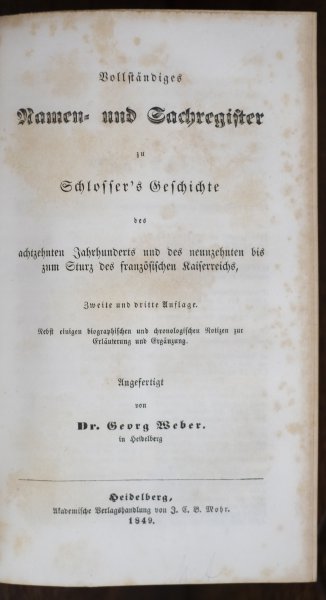 Vollständiges
Namen- und Sachregister
zu
Schlosser's Geschichte
des
achtzehnten Jahrhunderts und des neunzehnten bis
zum Sturz des französischen Kaiserreichs,
Zweite und dritte Auflage.
Nebst einigen biographischen und chronologischen Notizen zur
Erläuterung und Ergänzung.
Angefertigt
von
Dr. Georg Weber.
in Heidelberg
Heidelberg,
Akademische Verlagshandlung von J. C. B. Mohr.
1849.